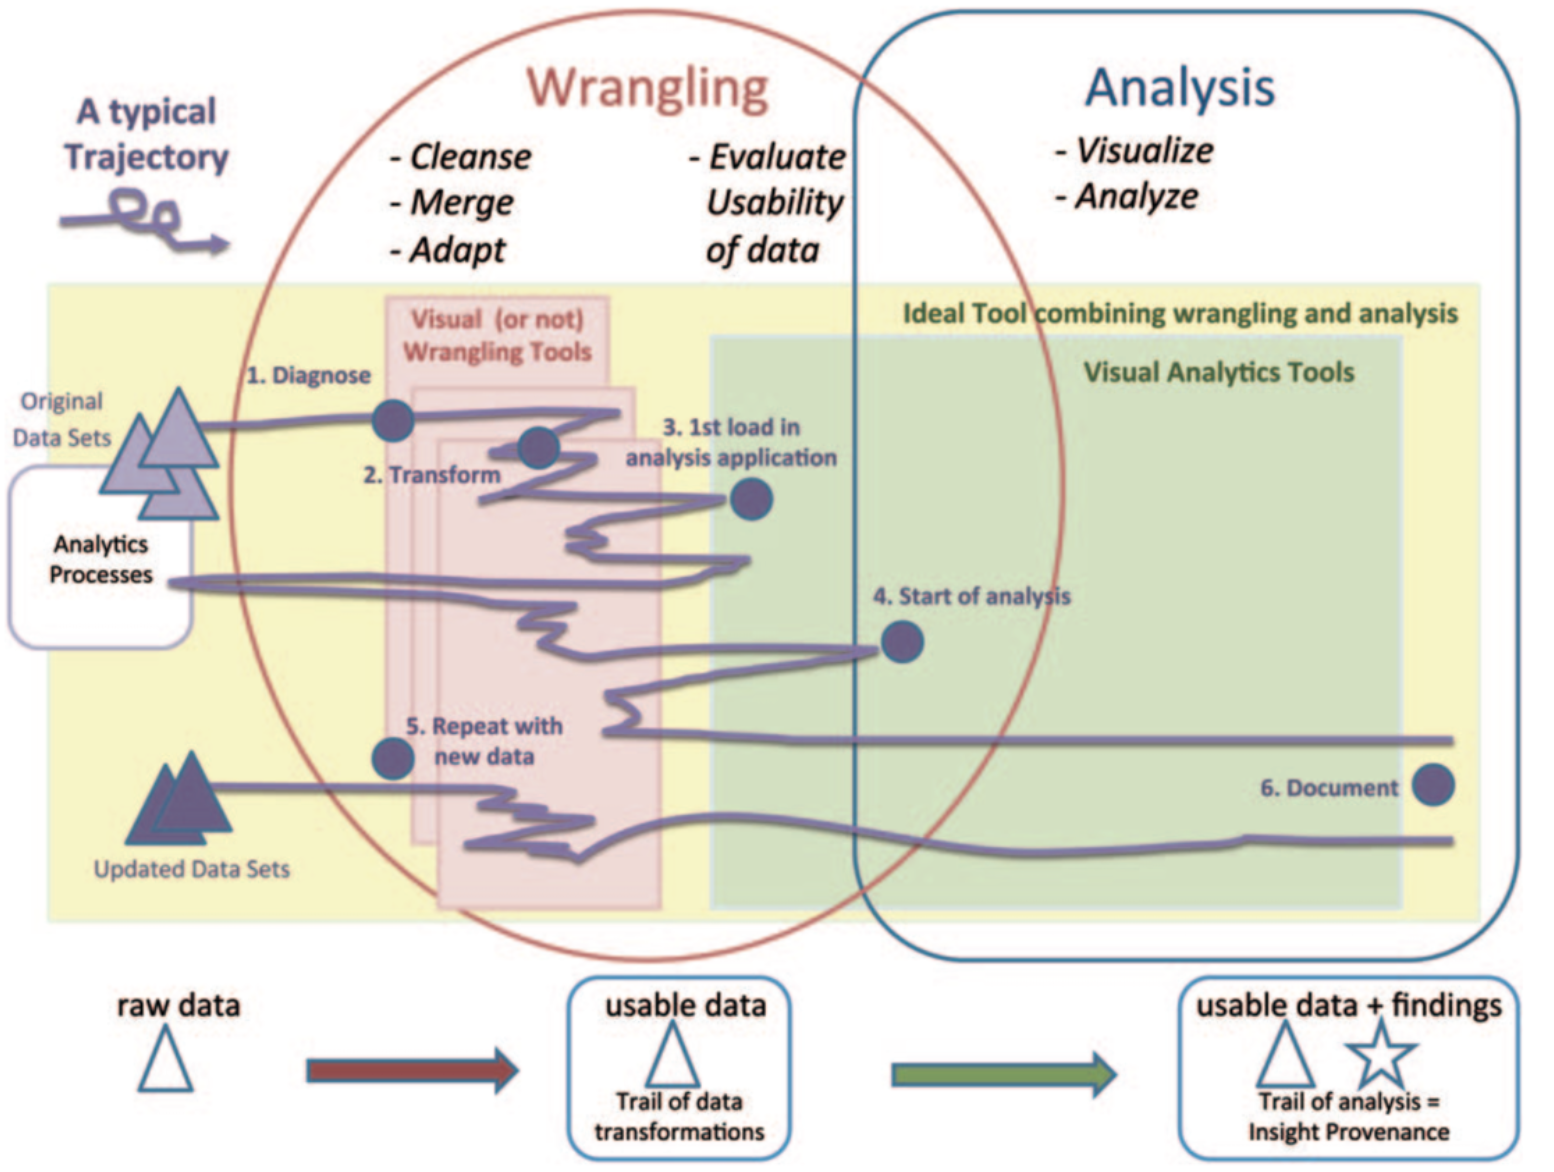 Wrangling
Analysis
A typical
Trajectory
- Cleanse
- Merge
- Adapt
- Evaluate
Usability
of data
- Visualize
- Analyze
Ideal Tool combining wrangling and analysis
Visual (or not)
Wrangling Tools
Visual Analytics Tools
1. Diagnose
Original
Data Sets
2. Transform
3. 1st load in
analysis application
Analytics
Processes
4. Start of analysis
5. Repeat with
new data
6. Document
Updated Data Sets
raw data
usable data
Trail of data
transformations
usable data + findings
Trail of analysis =
Insight Provenance